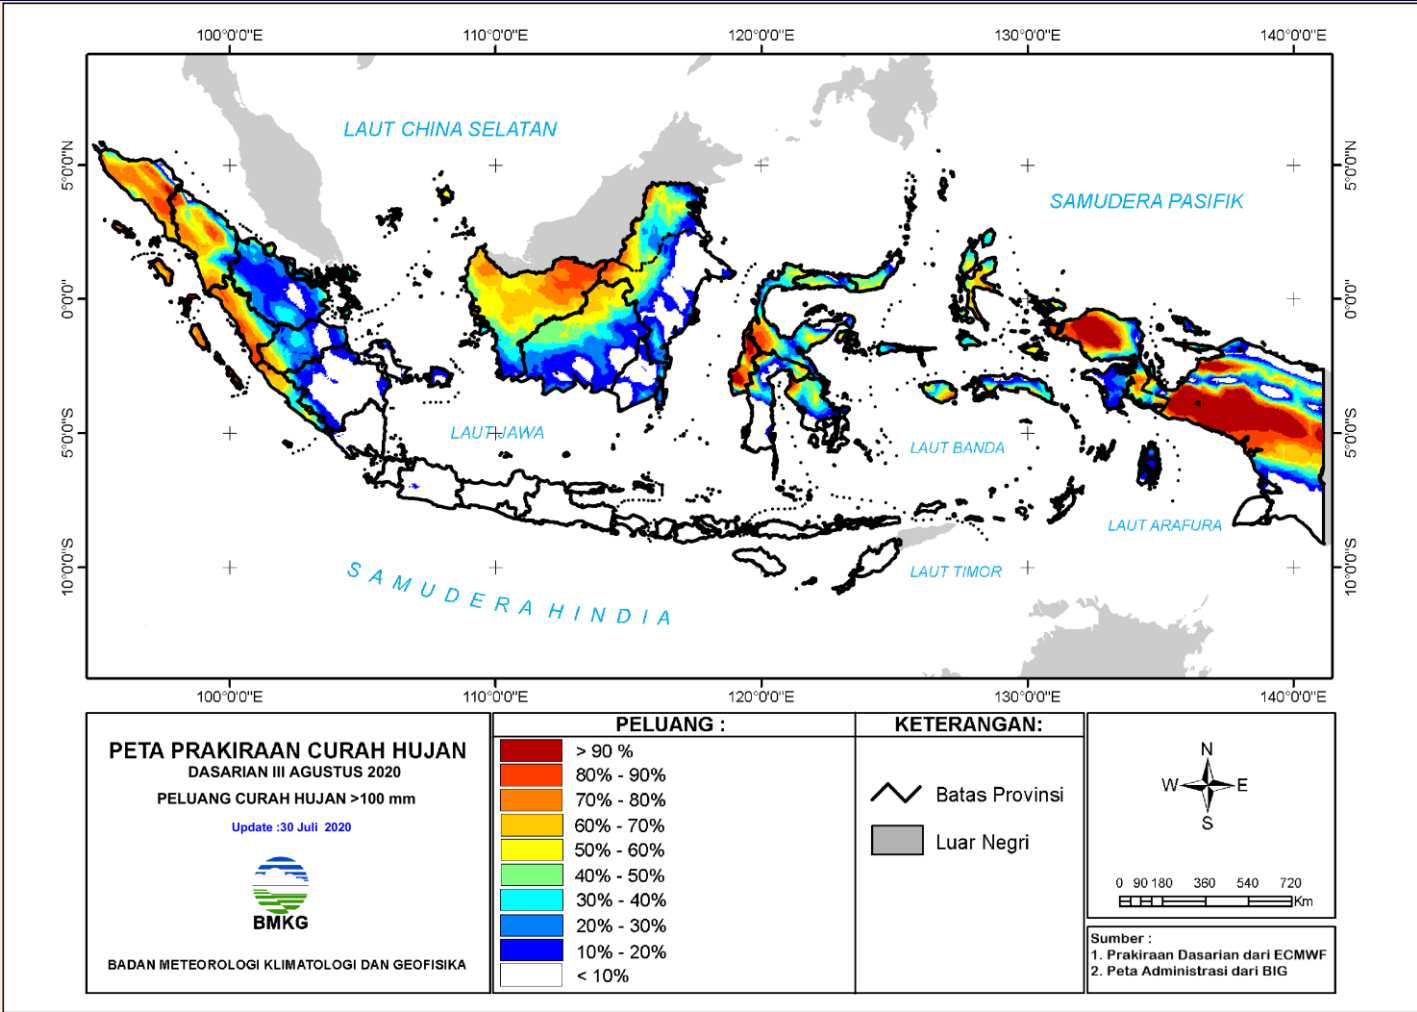 100°0'0"E 110°0'0"E 120°0'0"E 130°0'0"E 140°0'0"E
LAUT CHINA SELATAN
SAMUDERA PASIFIK
5°0'0"N 5°0'0"N
0°0'0" 0°0'0"
5°0'0"S 5°0'0"S
10°0'0"S 10°0'0"S
LAUT JAWA
LAUT BANDA
LAUT ARAFURA
LAUT TIMOR
SAMUDERA HINDIA
100°0'0"E 110°0'0"E 120°0'0"E 130°0'0"E 140°0'0"E
PETA PRAKIRAAN CURAH HUJAN
DASARIAN III AGUSTUS 2020
PELUANG CURAH HUJAN >100 mm
Update :30 Juli 2020
BMKG
BADAN METEOROLOGI KLIMATOLOGI DAN GEOFISIKA
PELUANG :
> 90 %
80% - 90%
70% - 80%
60% - 70%
50% - 60%
40% - 50%
30% - 40%
20% - 30%
10% - 20%
< 10%
KETERANGAN:
Batas Provinsi
Luar Negri
N
W E
S
0 90 180 360 540 720
Km
Sumber :
1. Prakiraan Dasarian dari ECMWF
2. Peta Administrasi dari BIG